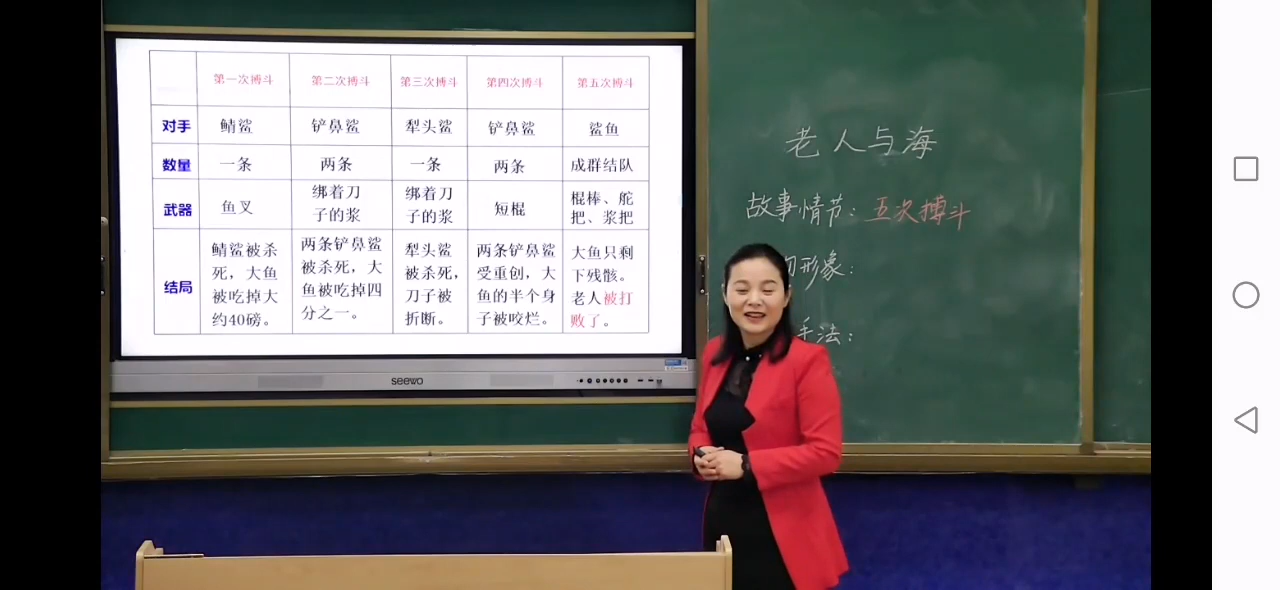 第一次搏斗 第二次搏斗 第三次搏斗 第四次搏斗 第五次搏斗
对手 鲭鲨 铲鼻鲨 犁头鲨 铲鼻鲨 鲨鱼
数量 一条 两条 一条 两条 成群结队
武器 鱼叉 绑着刀子的桨 绑着刀子的桨 短棍 棍棒、舵把、桨把
结局 鲭鲨被杀死，大鱼被吃掉大约40磅。 两条铲鼻鲨被杀死，大鱼被吃掉四分之一。 犁头鲨被杀死，刀子被折断。 两条铲鼻鲨受重创，大鱼的半个身子被咬烂。 大鱼只剩下残骸。老人被打败了。
seewo
老人与海
故事情节：五次搏斗
形象：
手法：